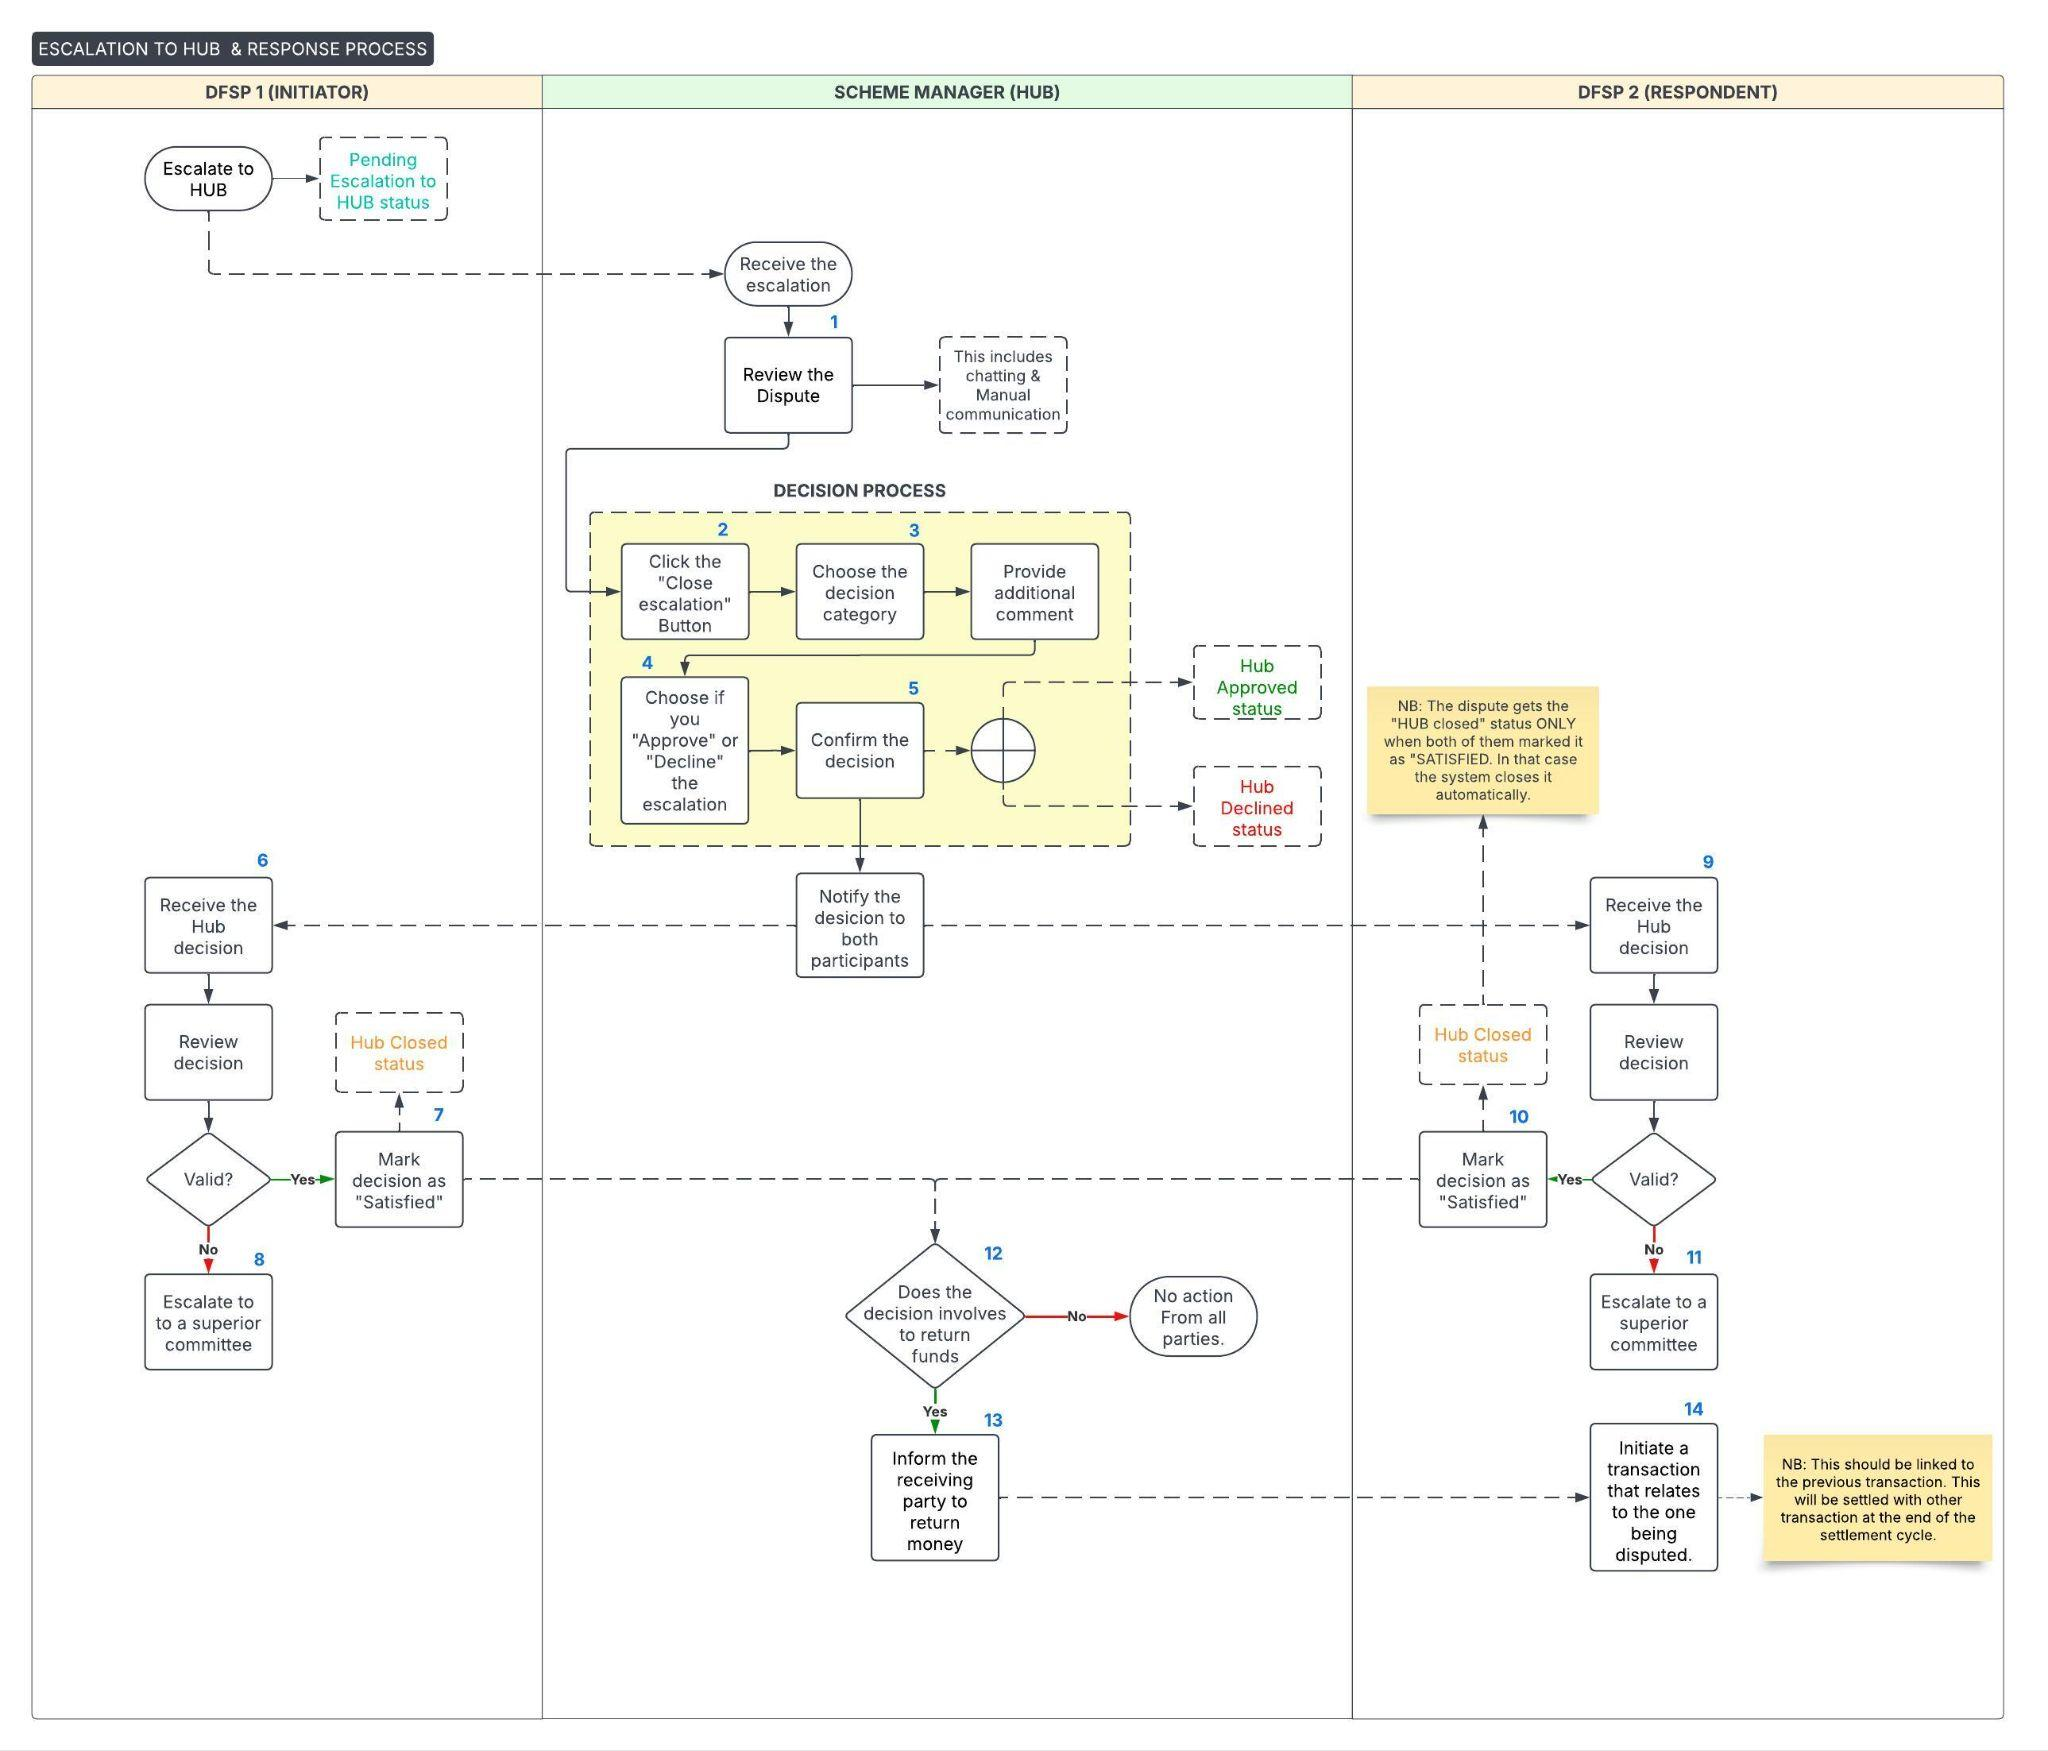 ESCALATION TO HUB  & RESPONSE PROCESS
DFSP 1 (INITIATOR)
SCHEME MANAGER (HUB)
DFSP 2 (RESPONDENT)
Escalate to
HUB
Pending
Escalation to
HUB status
Receive the
escalation
1
Review the
Dispute
This includes
chatting &
Manual
communication
DECISION PROCESS
2
Click the
"Close
escalation"
Button
3
Choose the
decision
category
Provide
additional
comment
4
Choose if
you
"Approve" or
"Decline"
the
escalation
5
Confirm the
decision
Hub
Approved
status
Hub
Declined
status
NB: The dispute gets the
"HUB closed" status ONLY
when both of them marked it
as "SATISFIED. In that case
the system closes it
automatically.
6
Receive the
Hub
decision
Notify the
desicion to
both
participants
9
Receive the
Hub
decision
Review
decision
Hub Closed
status
Hub Closed
status
Review
decision
Valid?
Yes
7
Mark
decision as
"Satisfied"
10
Mark
decision as
"Satisfied"
Yes
Valid?
No
8
Escalate to
to a superior
committee
12
Does the
decision involves
to return
funds
No
No action
From all
parties.
No
11
Escalate to a
superior
committee
Yes
13
Inform the
receiving
party to
return
money
14
Initiate a
transaction
that relates
to the one
being
disputed.
NB: This should be linked to
the previous transaction. This
will be settled with other
transaction at the end of the
settlement cycle.